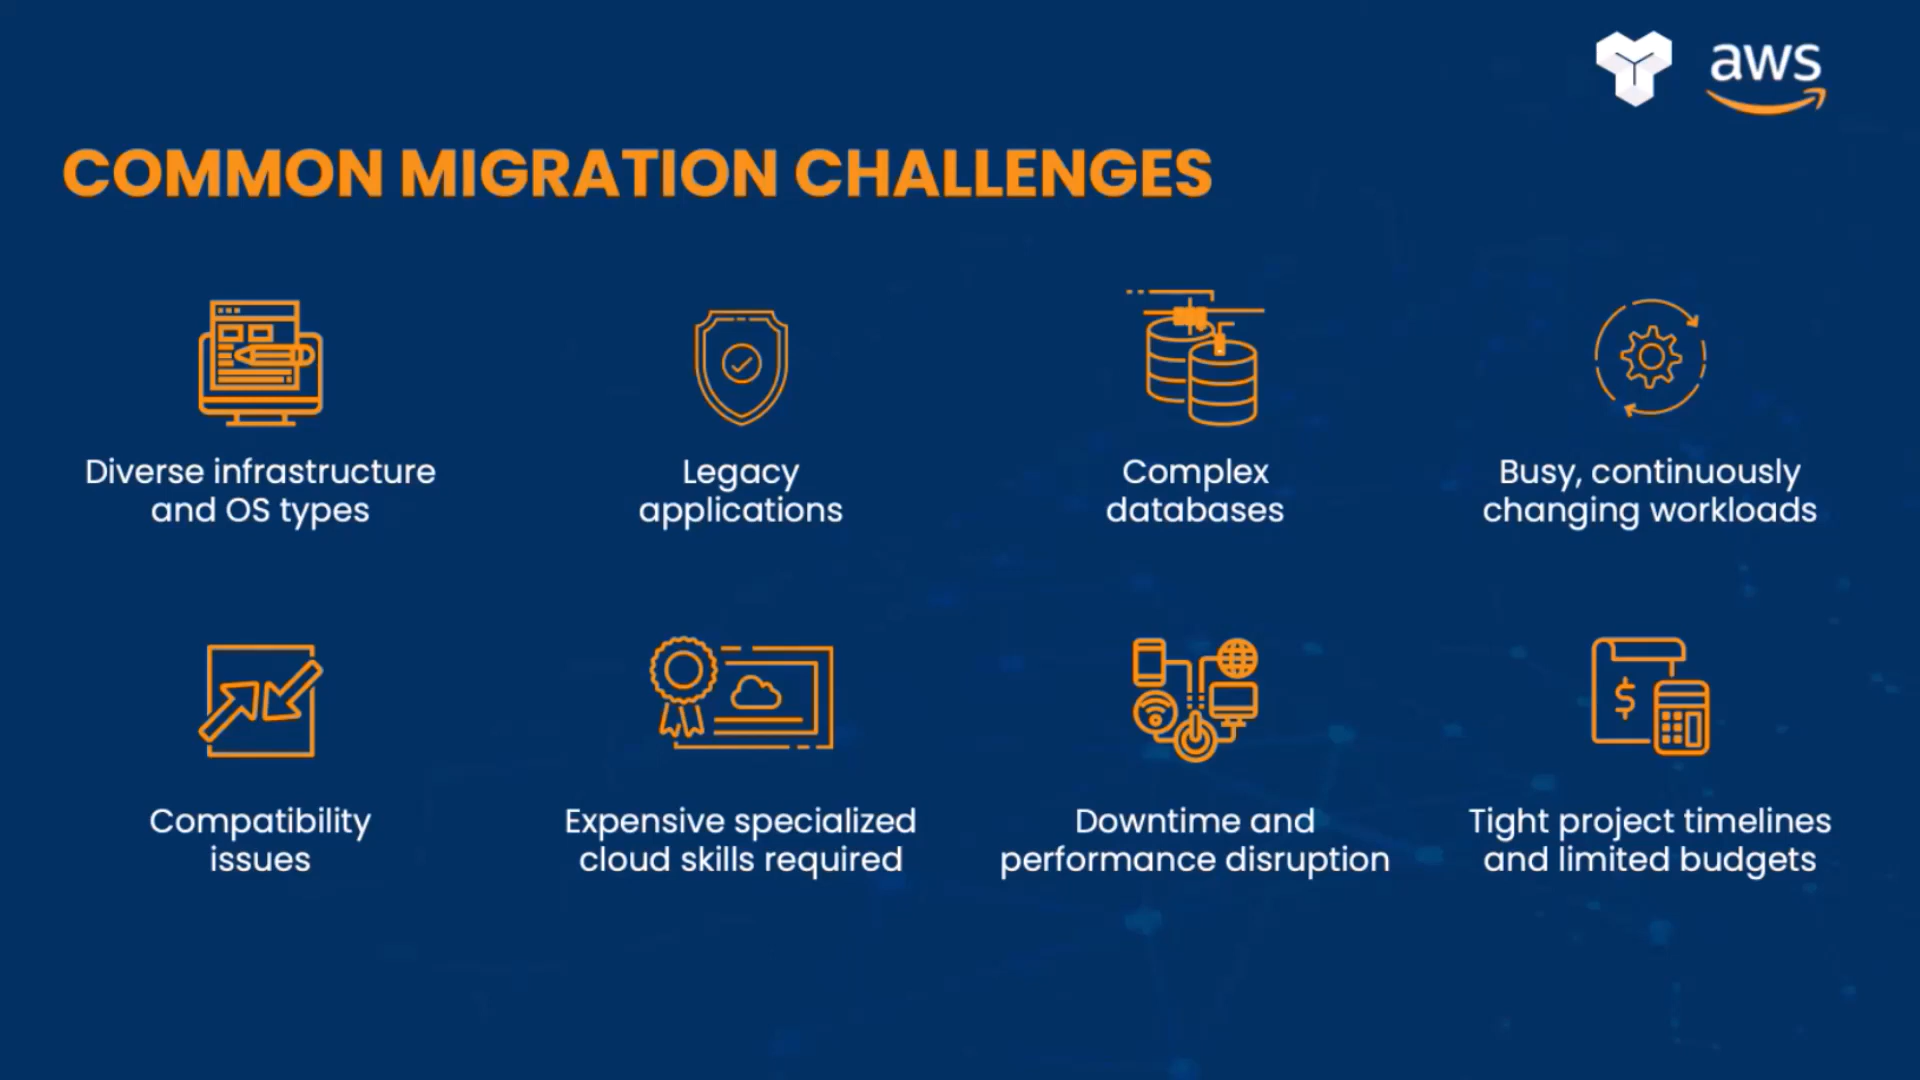 aws
COMMON MIGRATION CHALLENGES
Diverse infrastructure
and OS types
Legacy
applications
Complex
databases
Busy, continuously
changing workloads
Compatibility
issues
Expensive specialized
cloud skills required
Downtime and
performance disruption
Tight project timelines
and limited budgets